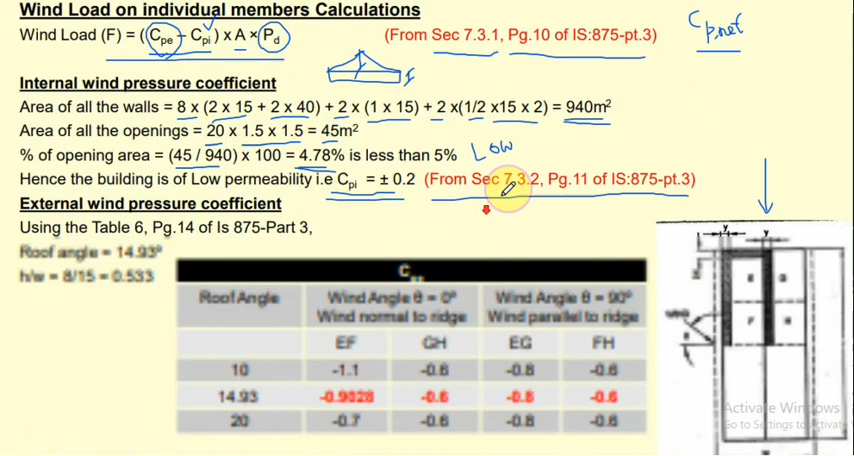 Wind Load on individual members Calculations
Wind Load (F) = ((Cpe - Cpi) x A × Pd) (From Sec 7.3.1, Pg.10 of IS:875-pt.3)
Cp,net
Internal wind pressure coefficient
Area of all the walls = 8 x (2 x 15 + 2 x 40) + 2 x (1 x 15) + 2 x(1/2 x15 x 2) = 940m²
Area of all the openings = 20 x 1.5 x 1.5 = 45m²
% of opening area = (45 / 940) x 100 = 4.78% is less than 5% Low
Hence the building is of Low permeability i.e Cpi = ± 0.2 (From Sec 7.3.2, Pg.11 of IS:875-pt.3)
External wind pressure coefficient
Using the Table 6, Pg.14 of Is 875-Part 3,
Roof angle = 14.93º
h/w = 8/15 = 0.533
Roof Angle Wind Angle θ = 0º Wind Angle θ = 90º
Wind normal to ridge Wind parallel to ridge
EF GH EG FH
10 -1.1 -0.6 -0.8 -0.6
14.93 -0.9028 -0.6 -0.8 -0.6
20 -0.7 -0.6 -0.8 -0.6
y y
E G
F H
Activate Windows
Go to Settings to activate